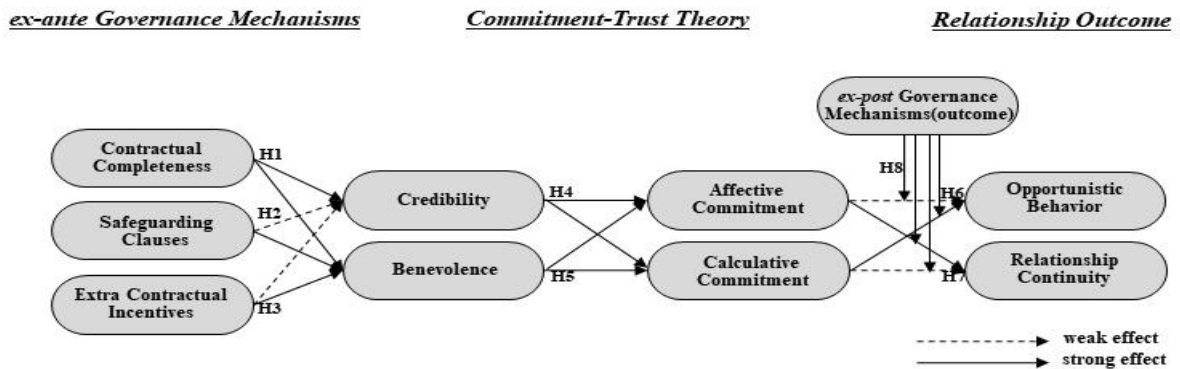 ex-ante Governance Mechanisms
Commitment-Trust Theory
Relationship Outcome
ex-post Governance
Mechanisms(outcome)
Contractual
Completeness
H1
Safeguarding
Clauses
H2
Extra Contractual
Incentives
H3
Credibility
H4
Benevolence
H5
Affective
Commitment
Calculative
Commitment
H8
H6
Opportunistic
Behavior
H7
Relationship
Continuity
weak effect
strong effect